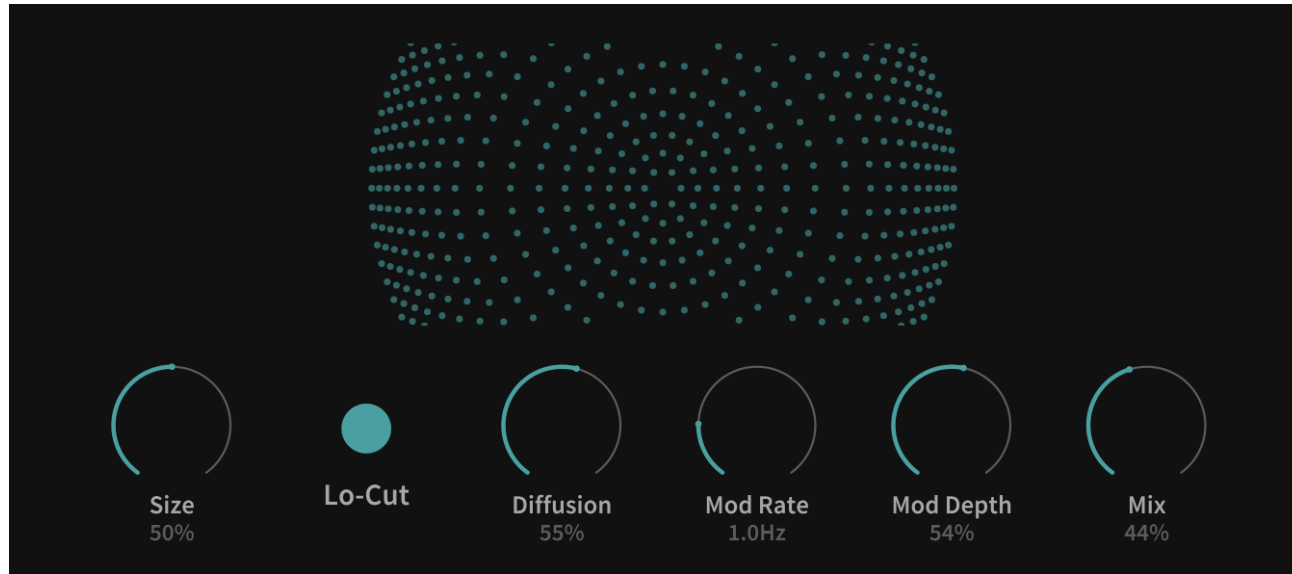 Size
50%
Lo-Cut
Diffusion
55%
Mod Rate
1.0Hz
Mod Depth
54%
Mix
44%